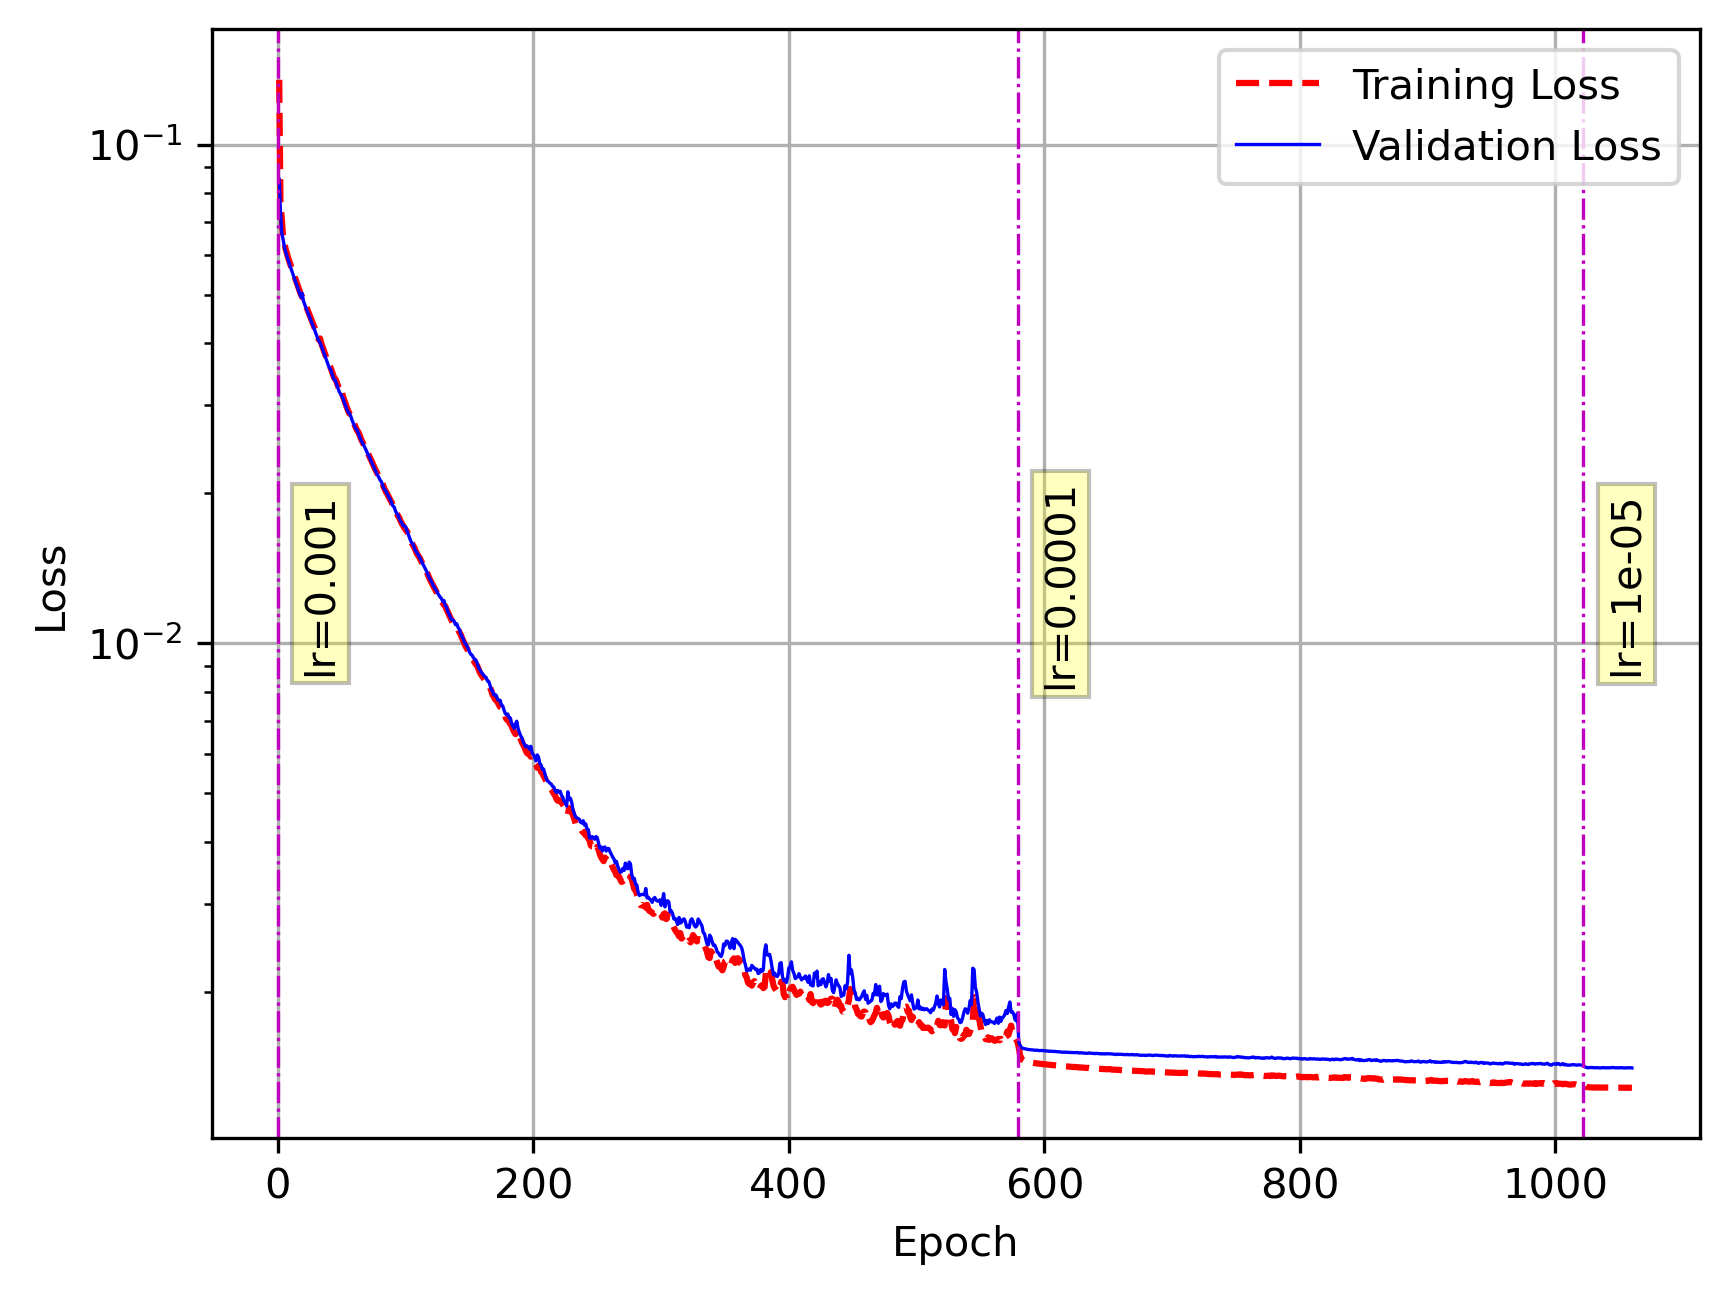 Training Loss
Validation Loss
10⁻¹
10⁻²
Loss
lr=0.001
lr=0.0001
lr=1e-05
0
200
400
600
800
1000
Epoch